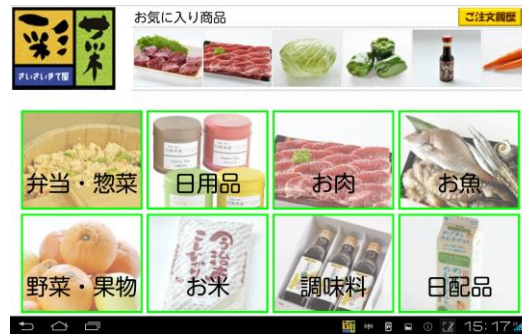 彩
菜
さいさいきて屋
お気に入り商品
ご注文履歴
弁当・惣菜
日用品
お肉
お魚
野菜・果物
お米
調味料
日配品
15:17